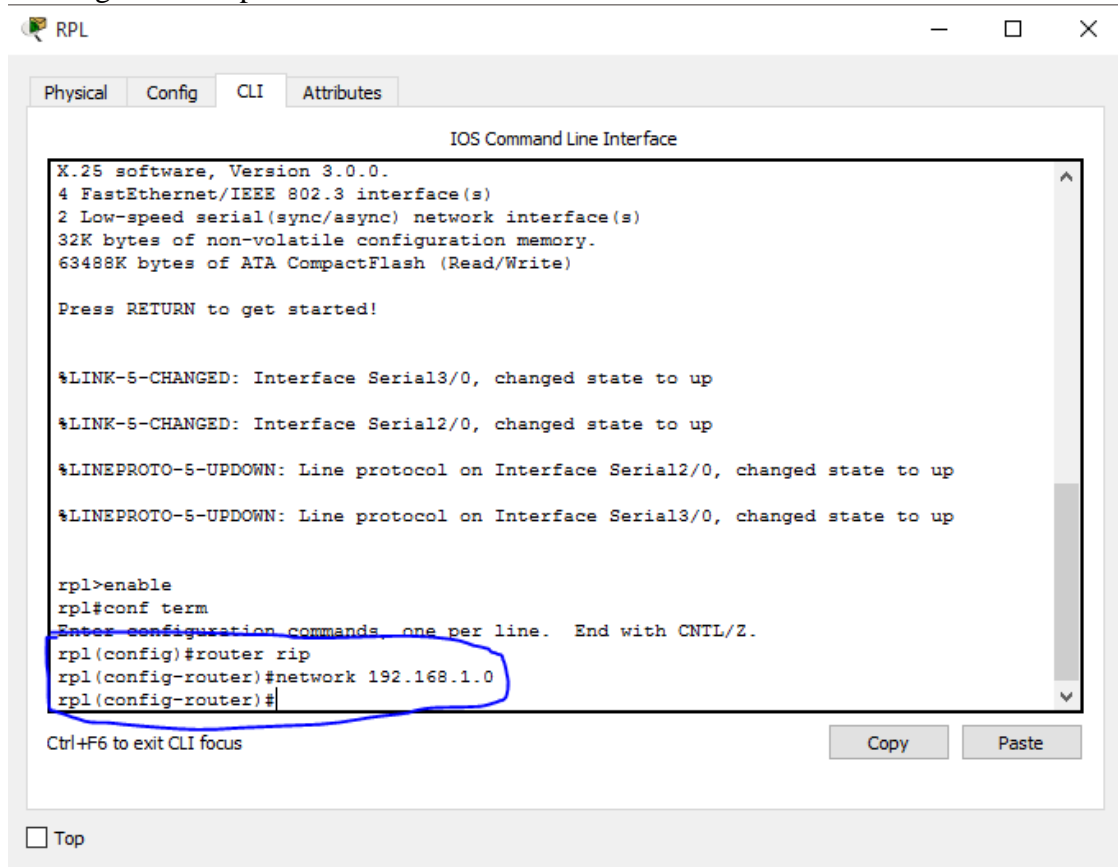 RPL
Physical Config CLI Attributes
IOS Command Line Interface
X.25 software, Version 3.0.0.
4 FastEthernet/IEEE 802.3 interface(s)
2 Low-speed serial(sync/async) network interface(s)
32K bytes of non-volatile configuration memory.
63488K bytes of ATA CompactFlash (Read/Write)
Press RETURN to get started!
%LINK-5-CHANGED: Interface Serial3/0, changed state to up
%LINK-5-CHANGED: Interface Serial2/0, changed state to up
%LINEPROTO-5-UPDOWN: Line protocol on Interface Serial2/0, changed state to up
%LINEPROTO-5-UPDOWN: Line protocol on Interface Serial3/0, changed state to up
rpl>enable
rpl#conf term
Enter configuration commands, one per line. End with CNTL/Z.
rpl(config)#router rip
rpl(config-router)#network 192.168.1.0
rpl(config-router)#
Ctrl+F6 to exit CLI focus
Copy Paste
Top